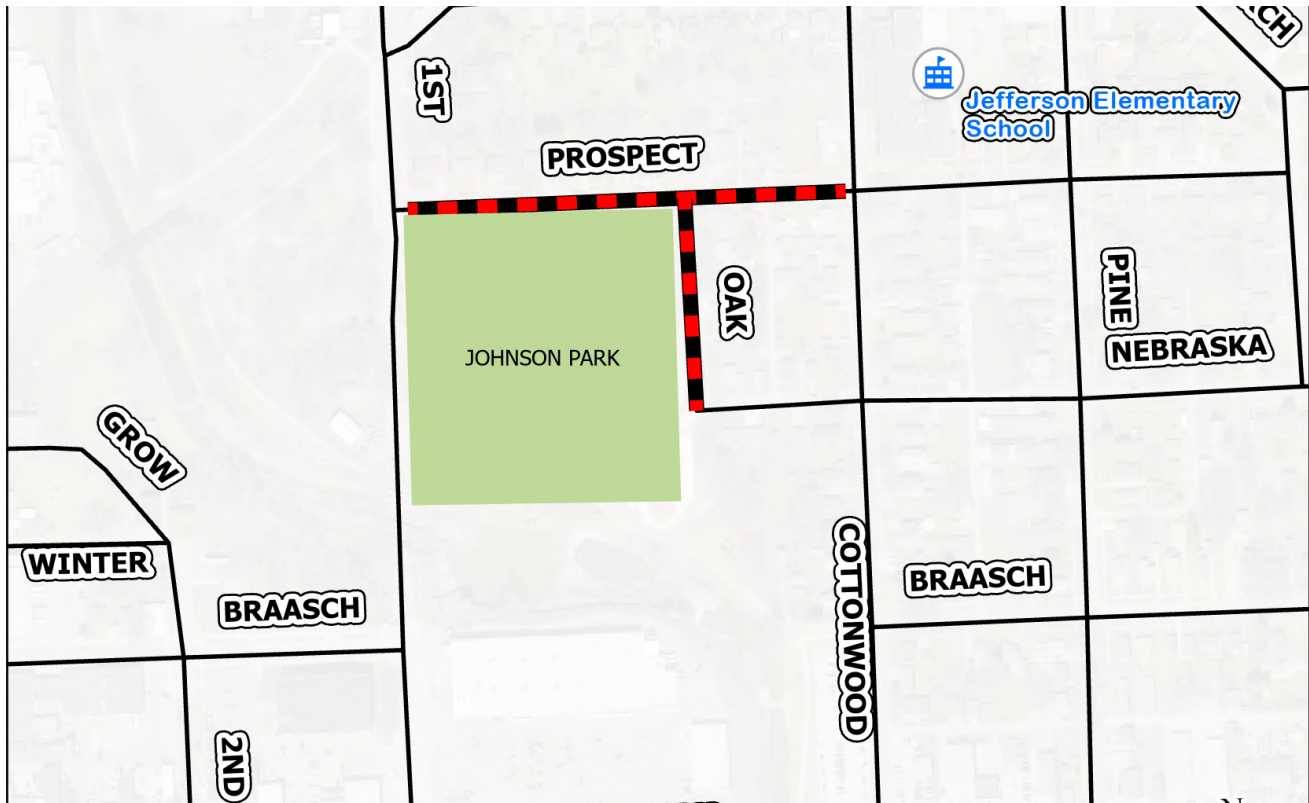 1ST
Jefferson Elementary
School
PROSPECT
OAK
PINE
NEBRASKA
JOHNSON PARK
GROW
WINTER
BRAASCH
BRAASCH
COTTONWOOD
2ND
N